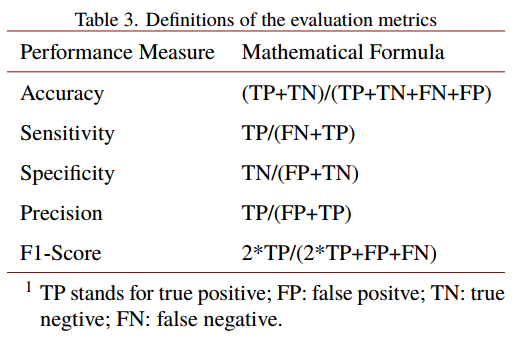 Table 3. Definitions of the evaluation metrics
Performance Measure Mathematical Formula
Accuracy (TP+TN)/(TP+TN+FN+FP)
Sensitivity TP/(FN+TP)
Specificity TN/(FP+TN)
Precision TP/(FP+TP)
F1-Score 2*TP/(2*TP+FP+FN)
1 TP stands for true positive; FP: false positve; TN: true
negtive; FN: false negative.